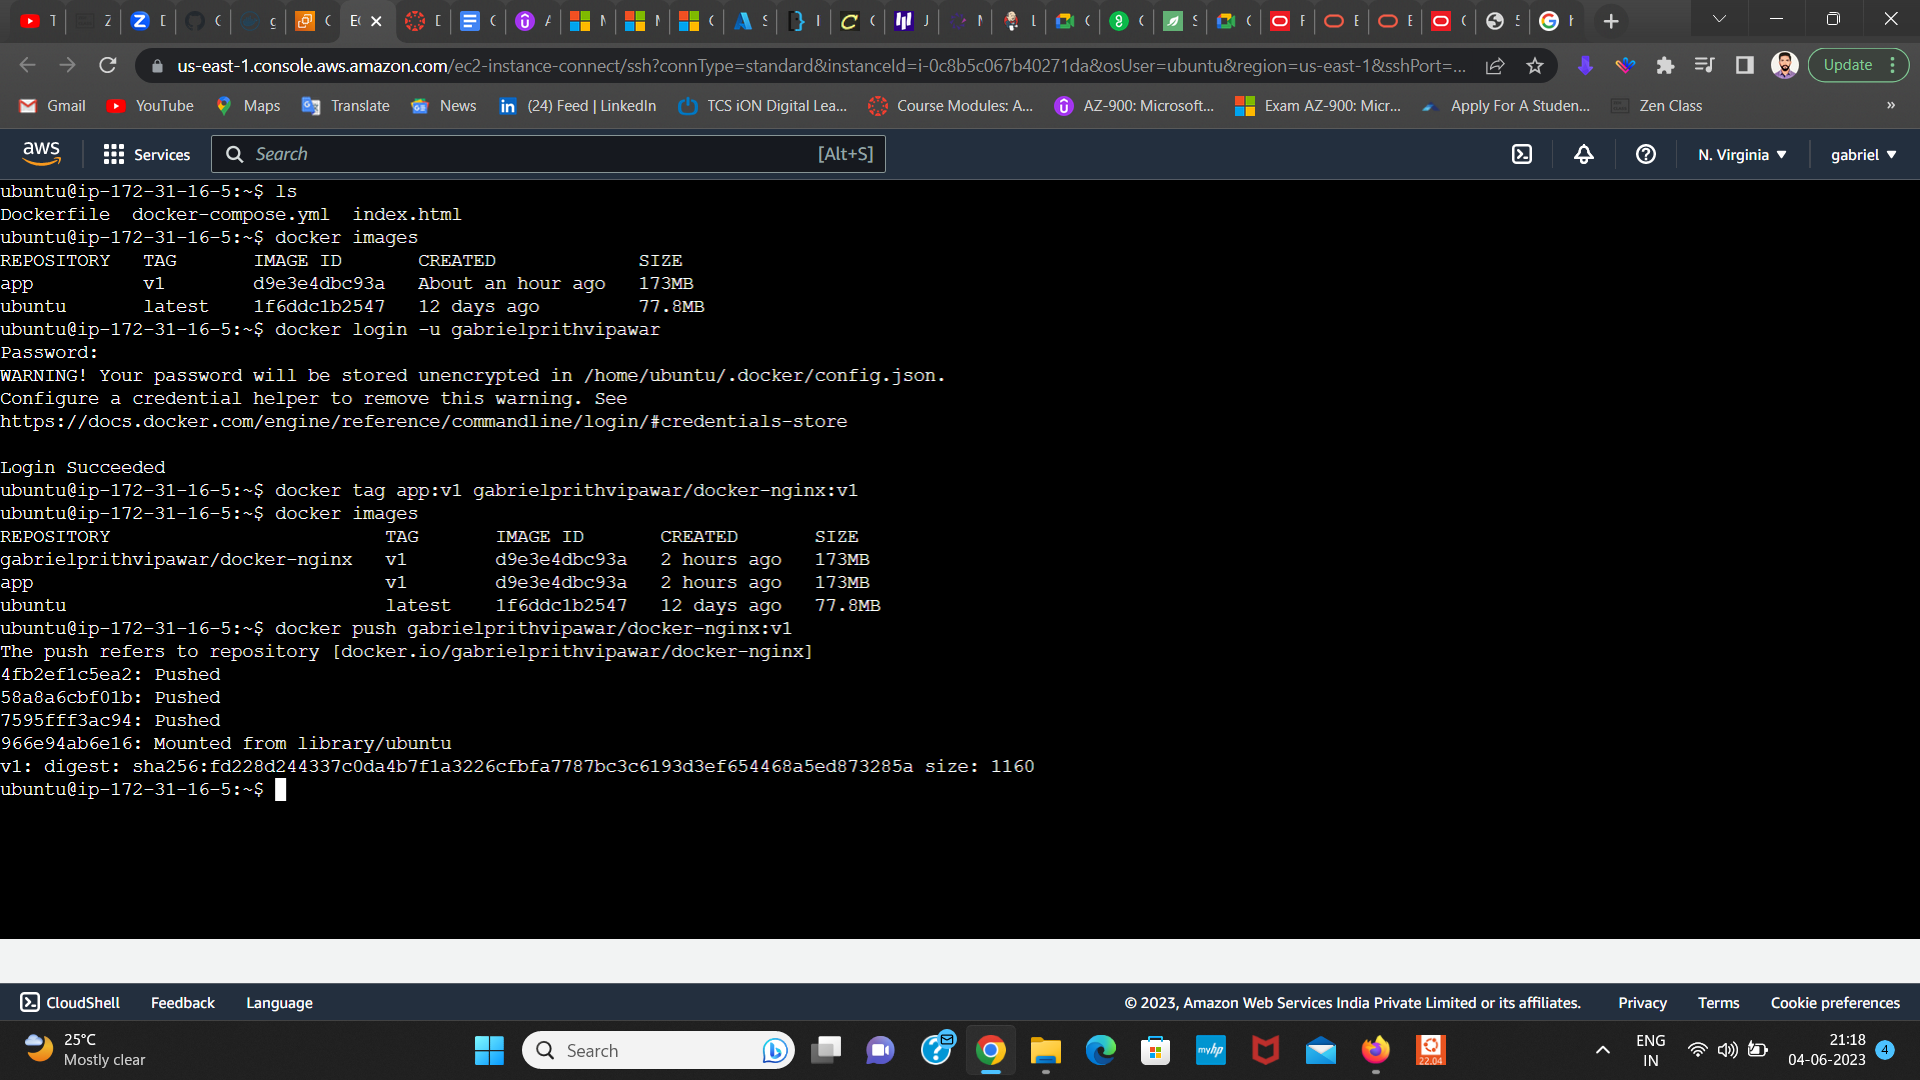 us-east-1.console.aws.amazon.com/ec2-instance-connect/ssh?connType=standard&instanceId=i-0c8b5c067b40271da&osUser=ubuntu&region=us-east-1&sshPort=...
Update
Gmail YouTube Maps Translate News (24) Feed | LinkedIn TCS iON Digital Lea... Course Modules: A... AZ-900: Microsoft... Exam AZ-900: Micr... Apply For A Studen... Zen Class »
aws Services Search [Alt+S] N. Virginia gabriel
ubuntu@ip-172-31-16-5:~$ ls
Dockerfile  docker-compose.yml  index.html
ubuntu@ip-172-31-16-5:~$ docker images
REPOSITORY   TAG       IMAGE ID       CREATED             SIZE
app          v1        d9e3e4dbc93a   About an hour ago   173MB
ubuntu       latest    1f6ddc1b2547   12 days ago         77.8MB
ubuntu@ip-172-31-16-5:~$ docker login -u gabrielprithvipawar
Password:
WARNING! Your password will be stored unencrypted in /home/ubuntu/.docker/config.json.
Configure a credential helper to remove this warning. See
https://docs.docker.com/engine/reference/commandline/login/#credentials-store
Login Succeeded
ubuntu@ip-172-31-16-5:~$ docker tag app:v1 gabrielprithvipawar/docker-nginx:v1
ubuntu@ip-172-31-16-5:~$ docker images
REPOSITORY                         TAG       IMAGE ID       CREATED       SIZE
gabrielprithvipawar/docker-nginx   v1        d9e3e4dbc93a   2 hours ago   173MB
app                                v1        d9e3e4dbc93a   2 hours ago   173MB
ubuntu                             latest    1f6ddc1b2547   12 days ago   77.8MB
ubuntu@ip-172-31-16-5:~$ docker push gabrielprithvipawar/docker-nginx:v1
The push refers to repository [docker.io/gabrielprithvipawar/docker-nginx]
4fb2ef1c5ea2: Pushed
58a8a6cbf01b: Pushed
7595fff3ac94: Pushed
966e94ab6e16: Mounted from library/ubuntu
v1: digest: sha256:fd228d244337c0da4b7f1a3226cfbfa7787bc3c6193d3ef654468a5ed873285a size: 1160
ubuntu@ip-172-31-16-5:~$
CloudShell Feedback Language © 2023, Amazon Web Services India Private Limited or its affiliates. Privacy Terms Cookie preferences
25°C
Mostly clear
Search
myhp
22.04
ENG
IN
21:18
04-06-2023
4